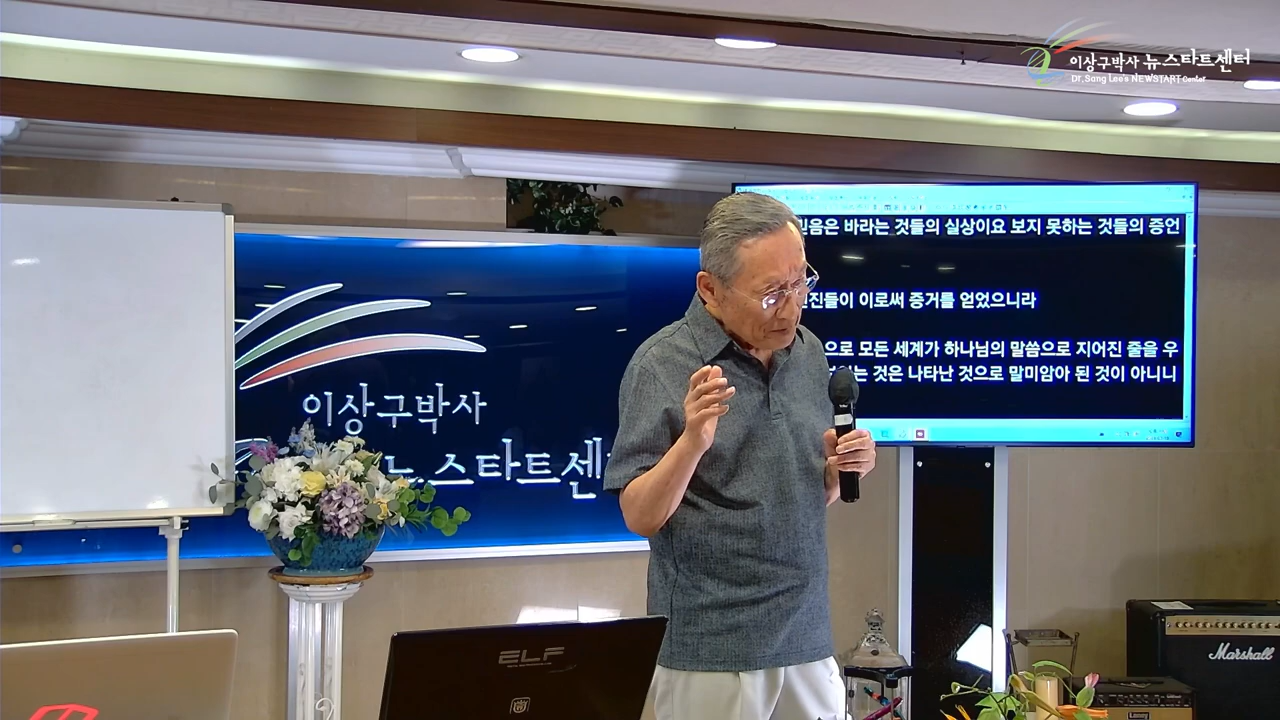 이상구박사 뉴스타트센터
Dr. Sang Lee's NEWSTART Center
믿음은 바라는 것들의 실상이요 보지 못하는 것들의 증언
진들이 이로써 증거를 얻었으니라
으로 모든 세계가 하나님의 말씀으로 지어진 줄을 우
것은 나타난 것으로 말미암아 된 것이 아니니
이상구박사
뉴스타트센
ELF
Marshall
Laney